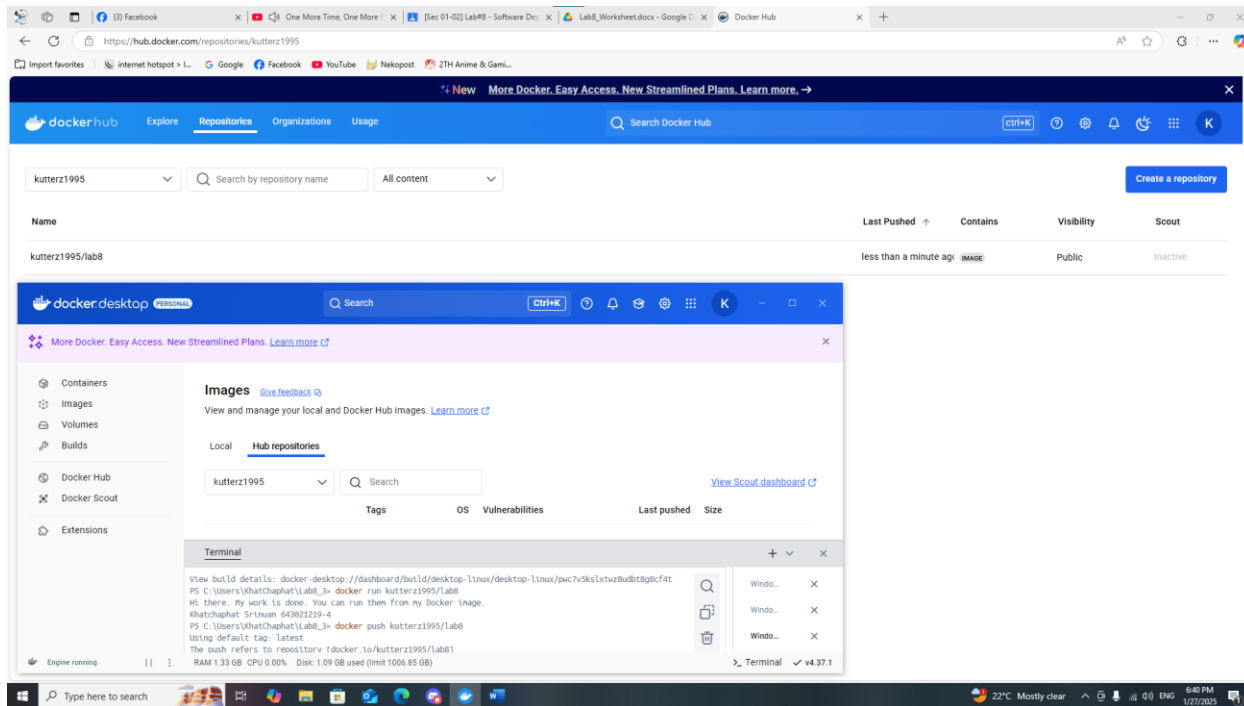 (3) Facebook
One More Time, One More C
[Sec 01-02] Lab#8 - Software De
Lab8_Worksheet.docx - Google D
Docker Hub
https://hub.docker.com/repositories/kutterz1995
Import favorites
internet hotspot > L...
Google
Facebook
YouTube
Nekopost
2TH Anime & Gami...
New More Docker. Easy Access. New Streamlined Plans. Learn more. →
dockerhub
Explore
Repositories
Organizations
Usage
Search Docker Hub
ctrl+K
K
kutterz1995
Search by repository name
All content
Create a repository
Name
Last Pushed
Contains
Visibility
Scout
kutterz1995/lab8
less than a minute ago
IMAGE
Public
Inactive
docker desktop PERSONAL
Search
Ctrl+K
K
More Docker. Easy Access. New Streamlined Plans. Learn more
Containers
Images
Volumes
Builds
Docker Hub
Docker Scout
Extensions
Images Give feedback
View and manage your local and Docker Hub images. Learn more
Local
Hub repositories
kutterz1995
Search
View Scout dashboard
Tags
OS
Vulnerabilities
Last pushed
Size
Terminal
View build details: docker-desktop://dashboard/build/desktop-linux/desktop-linux/pwc7v5kslxtwz8udbt8g8cf4t
PS C:\Users\KhatChaphat\Lab8_3> docker run kutterz1995/lab8
Hi there. My work is done. You can run them from my Docker image.
Khatchaphat Srinuan 643021219-4
PS C:\Users\KhatChaphat\Lab8_3> docker push kutterz1995/lab8
Using default tag: latest
The push refers to repository [docker.io/kutterz1995/lab8]
Windo...
Windo...
Windo...
Engine running
RAM 1.33 GB CPU 0.00% Disk: 1.09 GB used (limit 1006.85 GB)
Terminal
v4.37.1
Type here to search
22°C Mostly clear
ENG
6:40 PM
1/27/2025